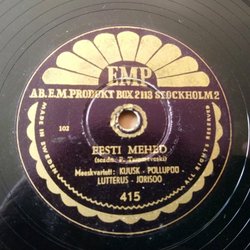 EMP
AB. E.M. PRODUKT BOX 2113 STOCKHOLM 2
MADE IN SWEDEN
ALL RIGHTS RESERVED
102
EESTI MEHED
Meeskvartett: KUUSK - POLLUPOO
LUTTERUS - JORISOO
415